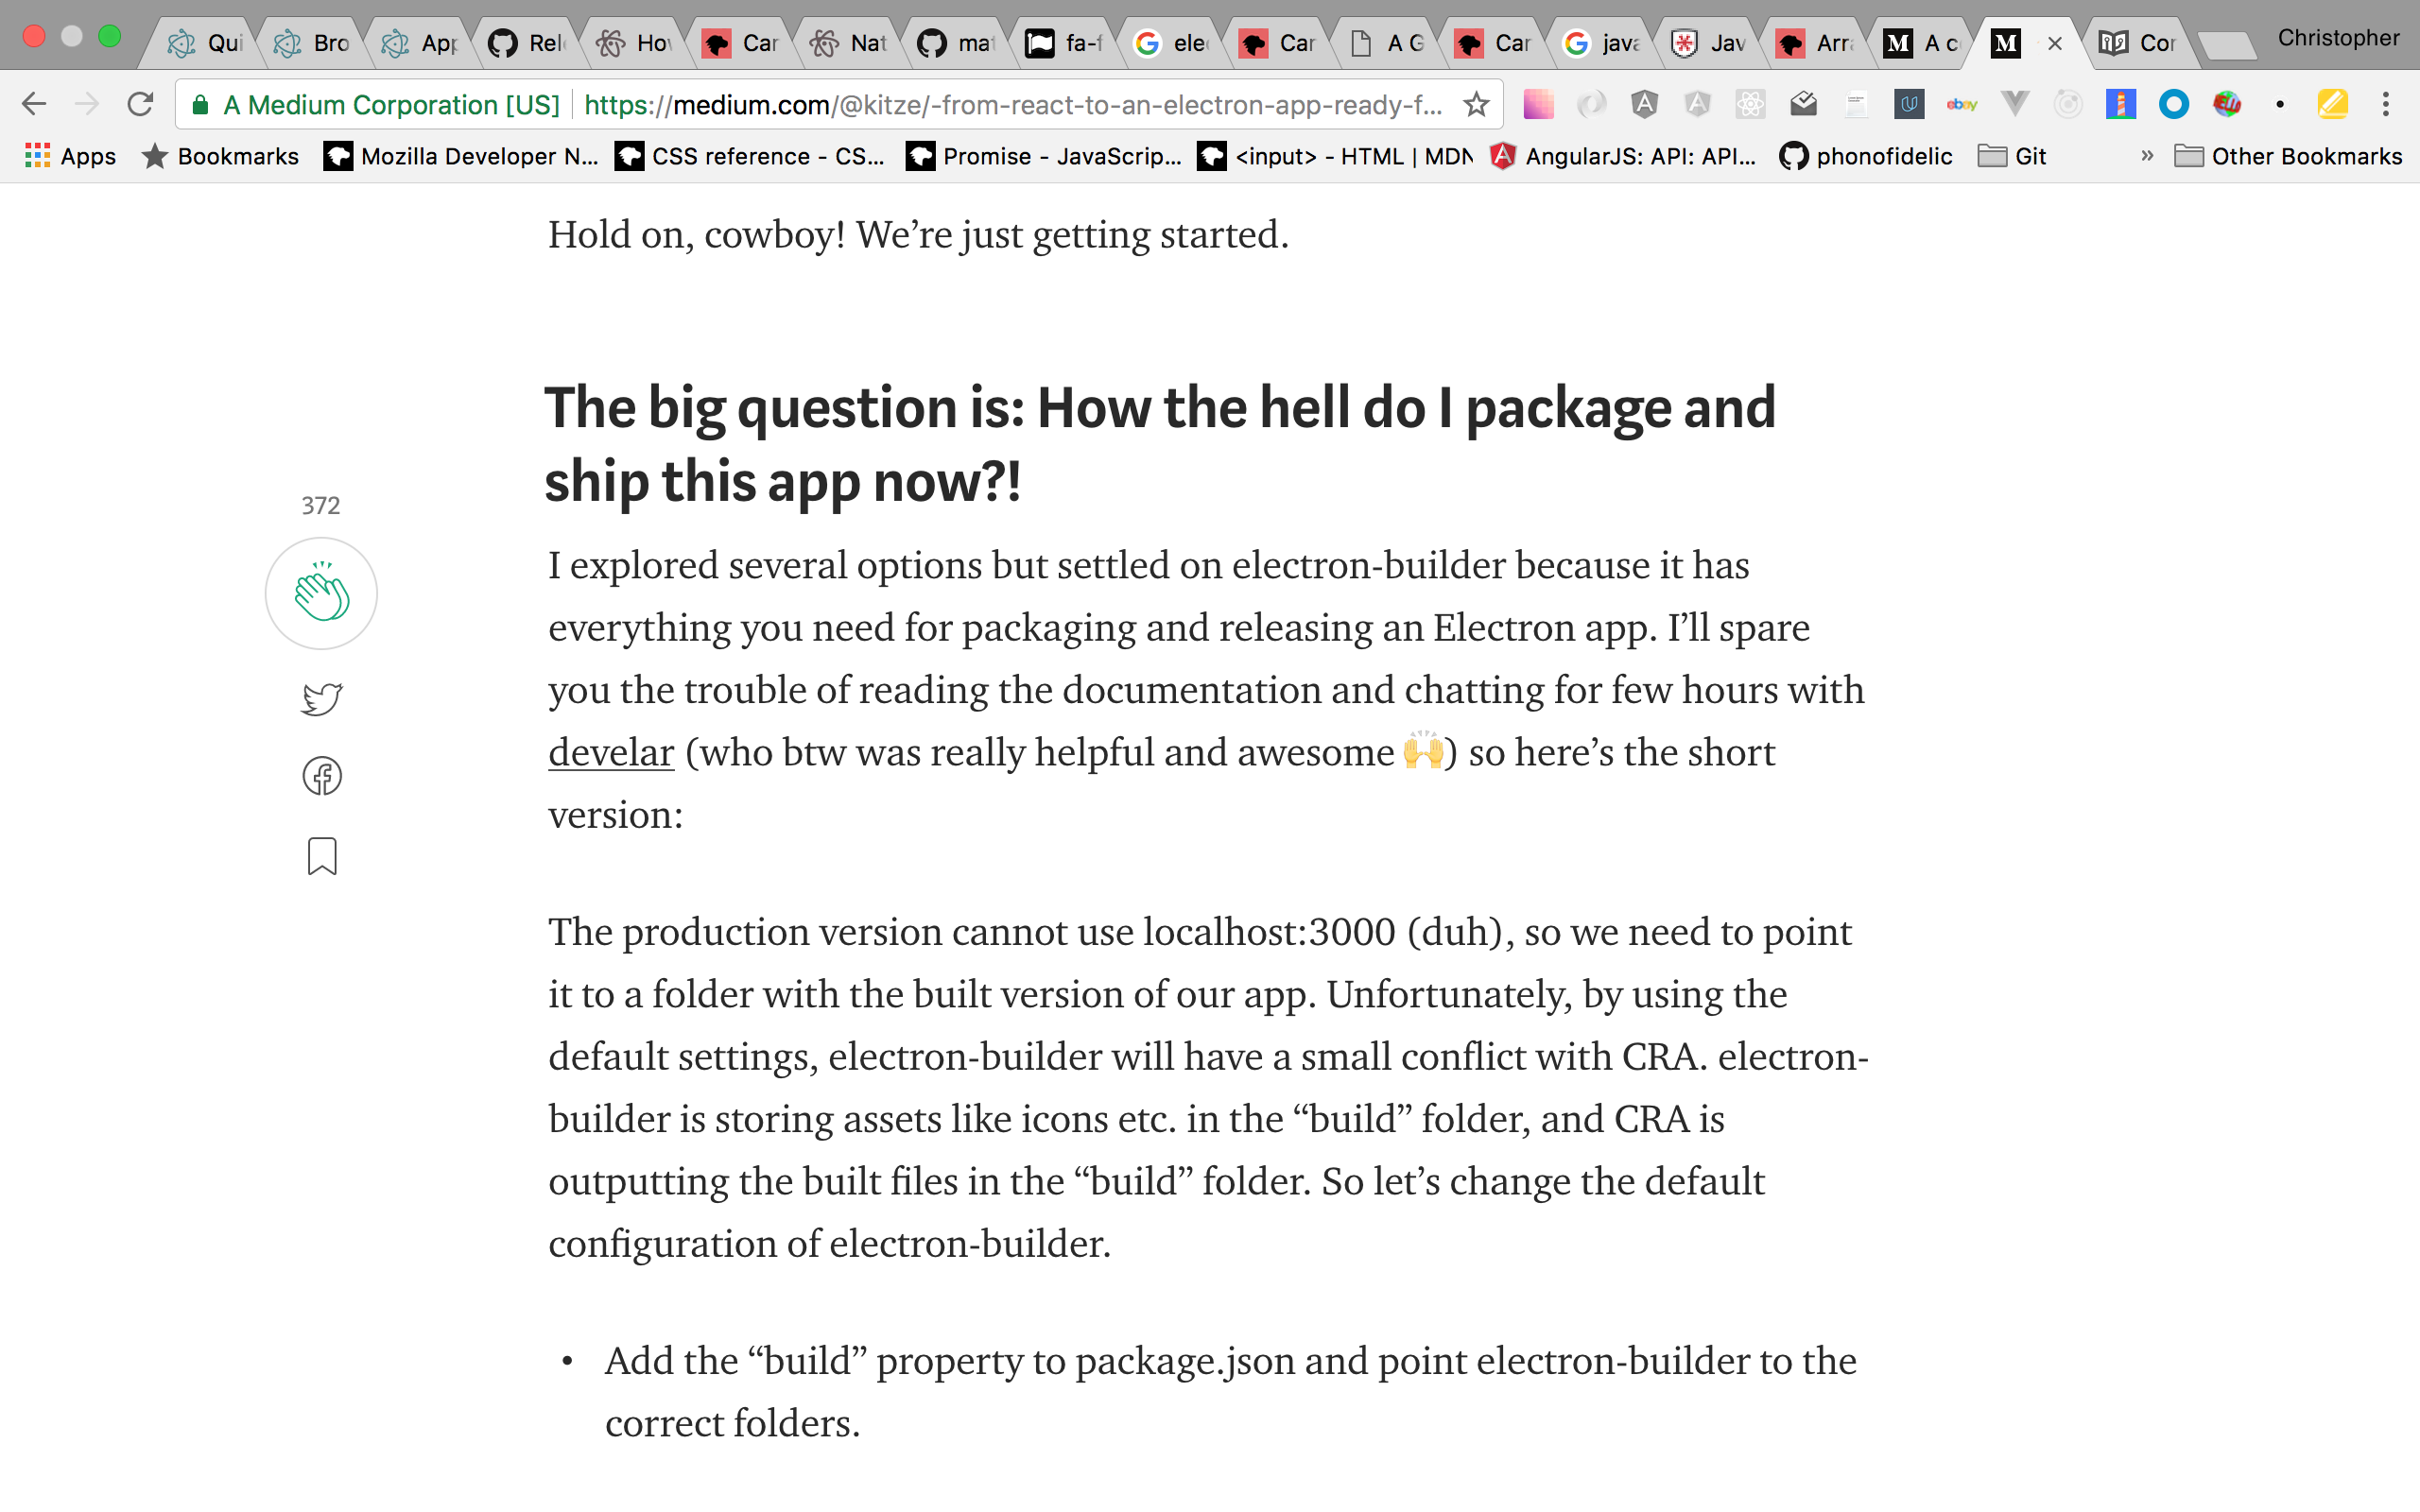 Qui Bro App Rel Hov Car Nat mat fa-f ele Car A G Car java Jav Arra M A c M Cor Christopher
A Medium Corporation [US] https://medium.com/@kitze/-from-react-to-an-electron-app-ready-f...
ebay
Apps Bookmarks Mozilla Developer N... CSS reference - CS... Promise - JavaScrip... <input> - HTML | MDN AngularJS: API: API... phonofidelic Git » Other Bookmarks
Hold on, cowboy! We’re just getting started.
The big question is: How the hell do I package and
ship this app now?!
372
I explored several options but settled on electron-builder because it has
everything you need for packaging and releasing an Electron app. I’ll spare
you the trouble of reading the documentation and chatting for few hours with
develar (who btw was really helpful and awesome 🙌) so here’s the short
version:
The production version cannot use localhost:3000 (duh), so we need to point
it to a folder with the built version of our app. Unfortunately, by using the
default settings, electron-builder will have a small conflict with CRA. electron-
builder is storing assets like icons etc. in the “build” folder, and CRA is
outputting the built files in the “build” folder. So let’s change the default
configuration of electron-builder.
• Add the “build” property to package.json and point electron-builder to the
correct folders.